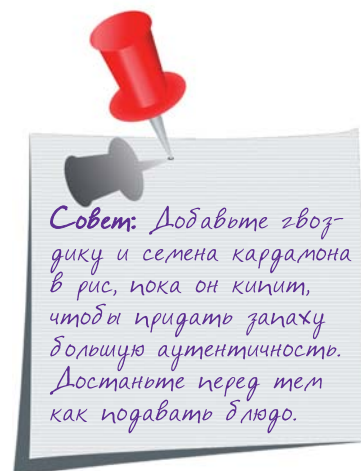 Совет: Добавьте гвоз-
дику и семена кардамона
в рис, пока он кипит,
чтобы придать запаху
большую аутентичность.
Достаньте перед тем
как подавать блюдо.